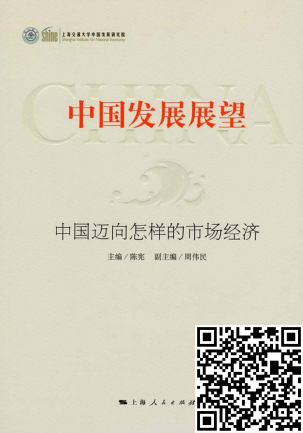 shine 上海交通大学中国发展研究院
Shanghai Institute for National Economy
CHINA
中国发展展望
中国迈向怎样的市场经济
主编/陈宪 副主编/周伟民
上海人民出版